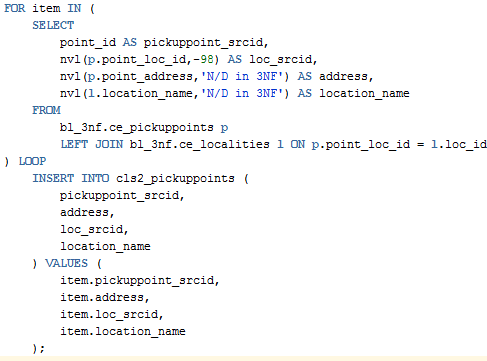 FOR item IN (
SELECT
point_id AS pickuppoint_srcid,
nvl(p.point_loc_id,-98) AS loc_srcid,
nvl(p.point_address,'N/D in 3NF') AS address,
nvl(l.location_name,'N/D in 3NF') AS location_name
FROM
bl_3nf.ce_pickuppoints p
LEFT JOIN bl_3nf.ce_localities l ON p.point_loc_id = l.loc_id
) LOOP
INSERT INTO cls2_pickuppoints (
pickuppoint_srcid,
address,
loc_srcid,
location_name
) VALUES (
item.pickuppoint_srcid,
item.address,
item.loc_srcid,
item.location_name
);